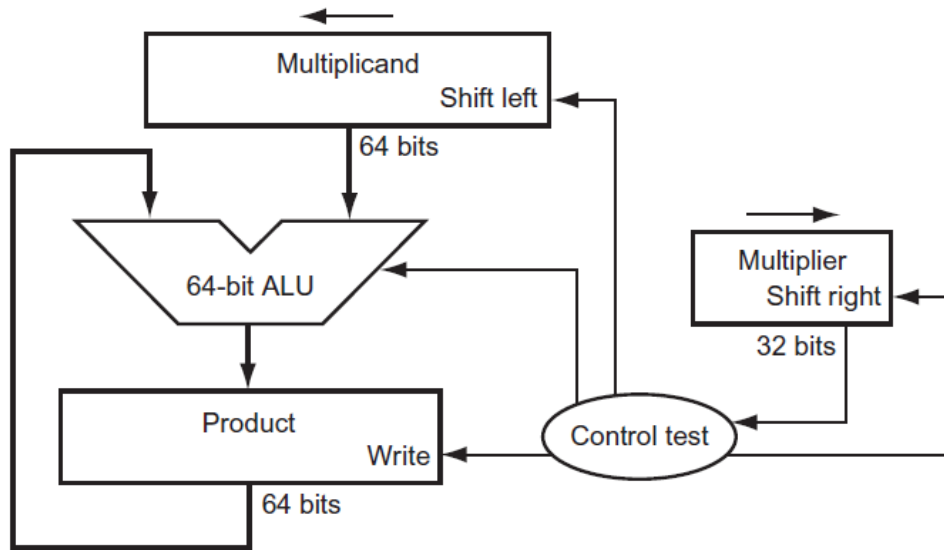 Multiplicand
Shift left
64 bits
64-bit ALU
Multiplier
Shift right
32 bits
Product
Write
64 bits
Control test